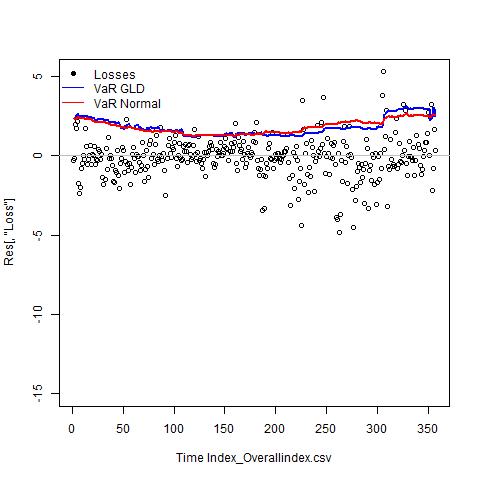 Losses
VaR GLD
VaR Normal
5
0
-5
-10
-15
Res[, "Loss"]
0 50 100 150 200 250 300 350
Time Index_Overallindex.csv